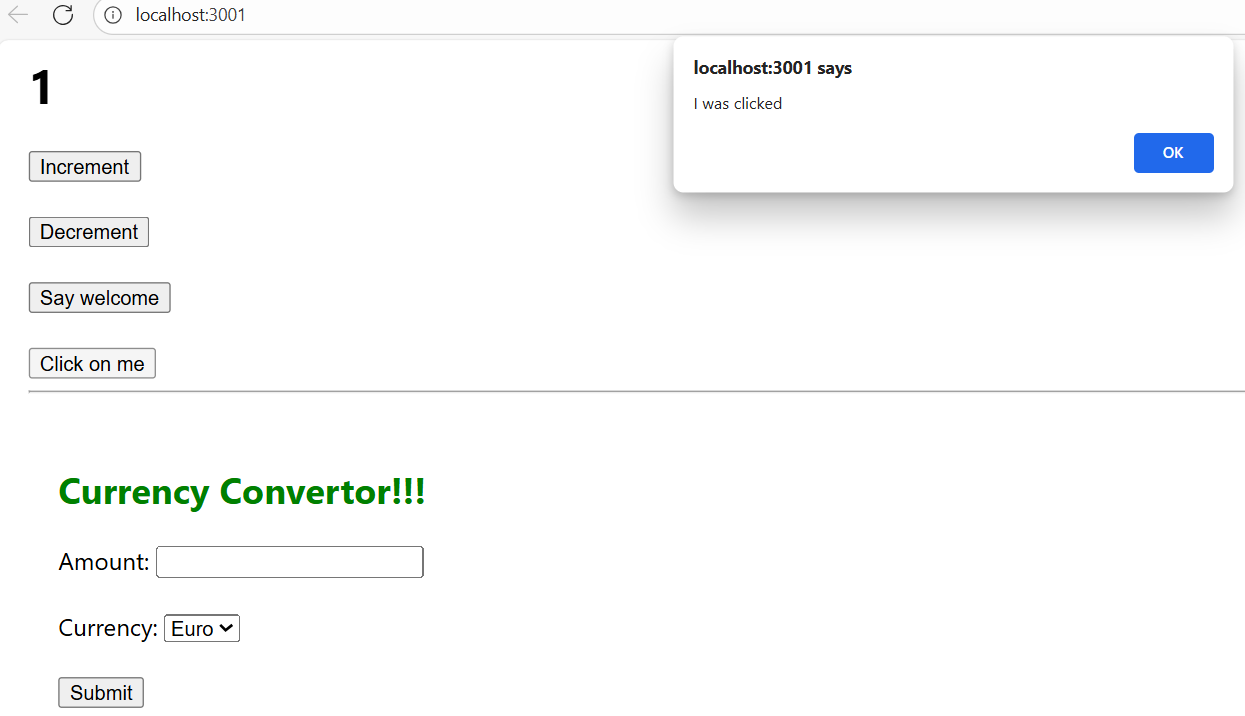 localhost:3001
localhost:3001 says
I was clicked
OK
1
Increment
Decrement
Say welcome
Click on me
Currency Convertor!!!
Amount:
Currency: Euro
Submit